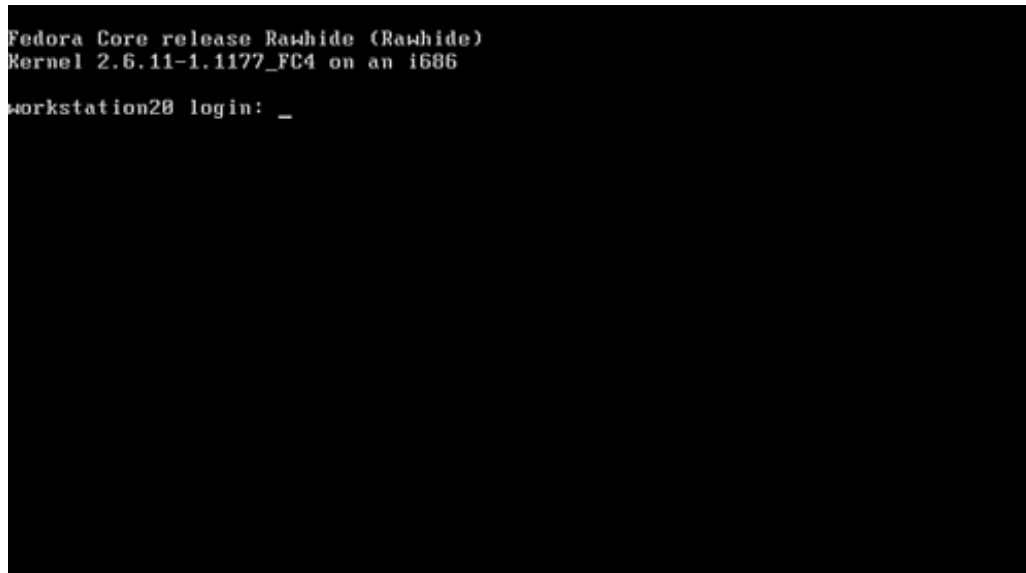 Fedora Core release Rawhide (Rawhide)
Kernel 2.6.11-1.1177_FC4 on an i686
workstation20 login: _